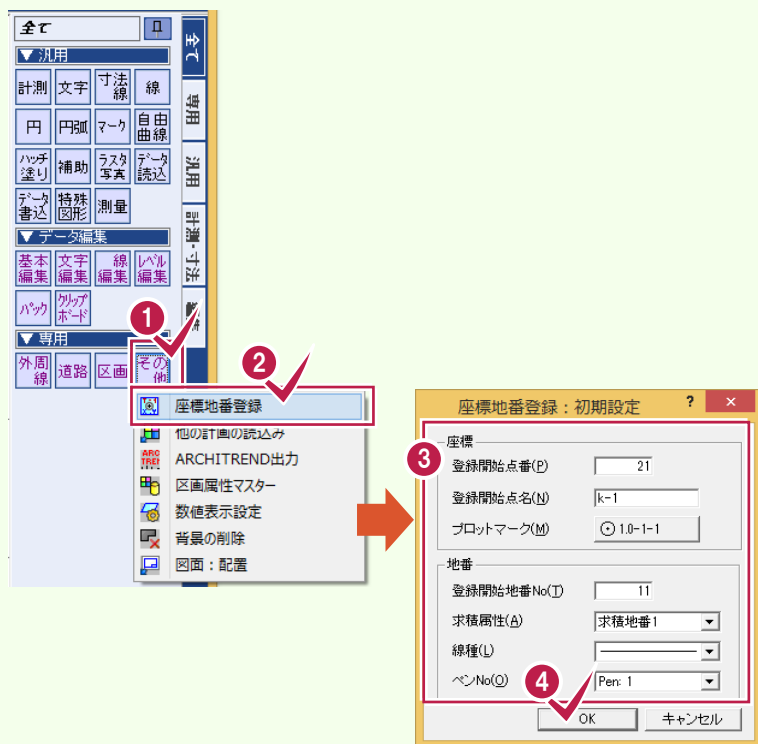 全て
▼ 汎用
計測
文字
寸法
線
線
円
円弧
マーク
自由
曲線
ハッチ
塗り
補助
ラスタ
写真
データ
読込
データ
書込
特殊
図形
測量
▼ データ編集
基本
編集
文字
編集
線
編集
レベル
編集
パック
クリップ
ボード
▼ 専用
外周
線
道路
区画
その
他
全て
専用
汎用
計測・寸法
1
2
座標地番登録
他の計画の読込み
ARCHITREND出力
区画属性マスター
数値表示設定
背景の削除
図面：配置
座標地番登録：初期設定
? ×
3
座標
登録開始点番(P) 21
登録開始点名(N) k-1
プロットマーク(M) ⊙ 1.0-1-1
地番
登録開始地番No(T) 11
求積属性(A) 求積地番1
線種(L)
ペンNo(O) Pen: 1
4
OK キャンセル